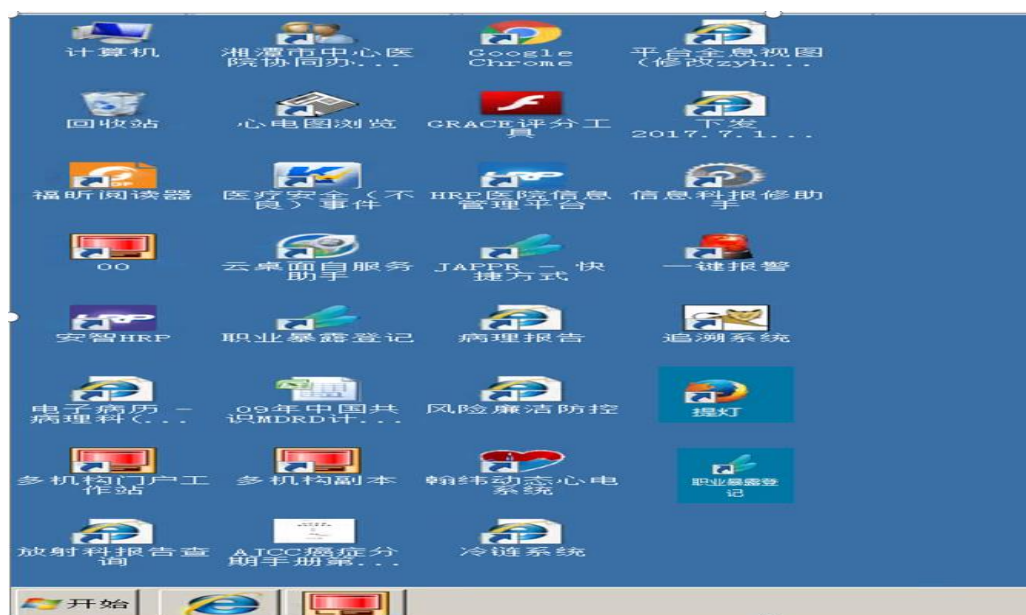 计算机
湘潭市中心医
院协同办...
Google
Chrome
平台全息视图
(修改zyh...
回收站
心电图浏览
GRACE评分工
具
下发
2017.7.1...
福昕阅读器
医疗安全（不
良）事件
HRP医院信息
管理平台
信息科报修助
手
OO
云桌面自服务
助手
JAPPR - 快
捷方式
一键报警
安智HRP
职业暴露登记
病理报告
追溯系统
电子病历 -
病理科(...
09年中国共
识MDRD计...
风险廉洁防控
提灯
多机构门户工
作站
多机构副本
翰纬动态心电
系统
职业暴露登
记
放射科报告查
询
AJCC癌症分
期手册第...
冷链系统
开始